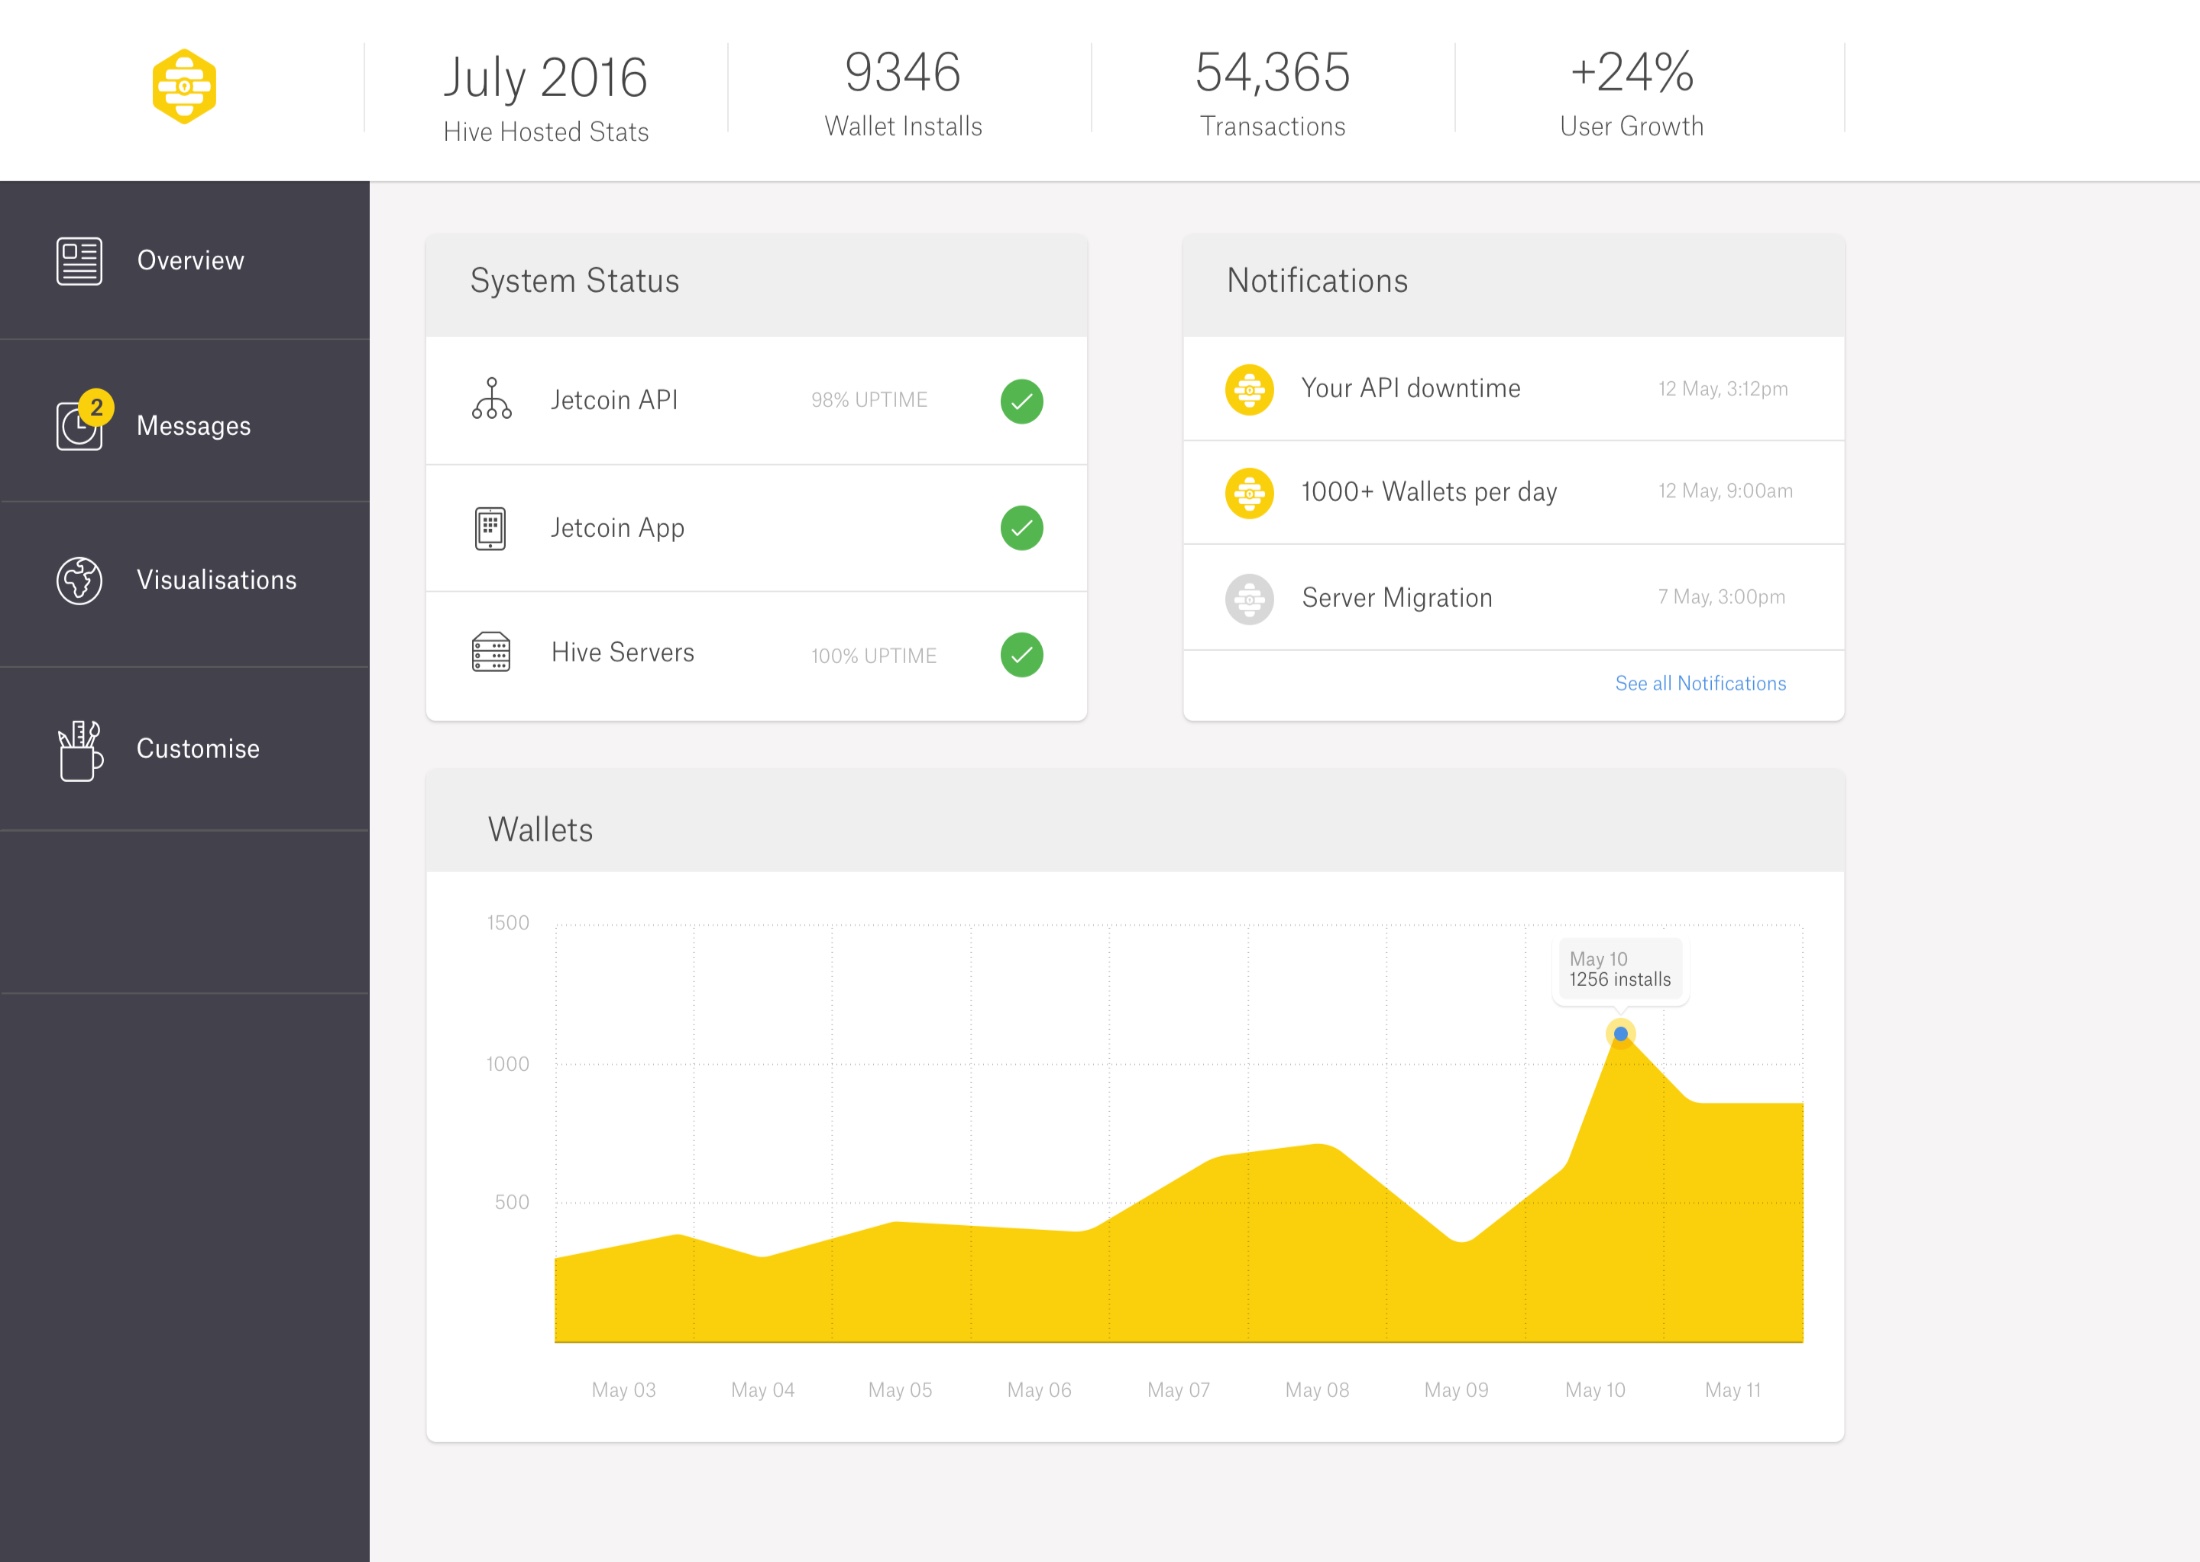 July 2016
Hive Hosted Stats
9346
Wallet Installs
54,365
Transactions
+24%
User Growth
Overview
2
Messages
Visualisations
Customise
System Status
Jetcoin API
98% UPTIME
Jetcoin App
Hive Servers
100% UPTIME
Notifications
Your API downtime
12 May, 3:12pm
1000+ Wallets per day
12 May, 9:00am
Server Migration
7 May, 3:00pm
See all Notifications
Wallets
1500
1000
500
May 10
1256 installs
May 03
May 04
May 05
May 06
May 07
May 08
May 09
May 10
May 11